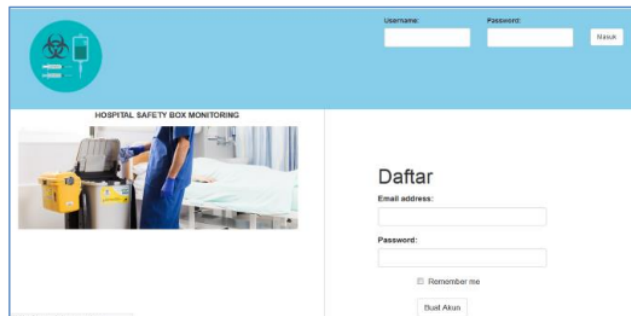 Username: Password:
Masuk
HOSPITAL SAFETY BOX MONITORING
Daftar
Email address:
Password:
Remember me
Buat Akun